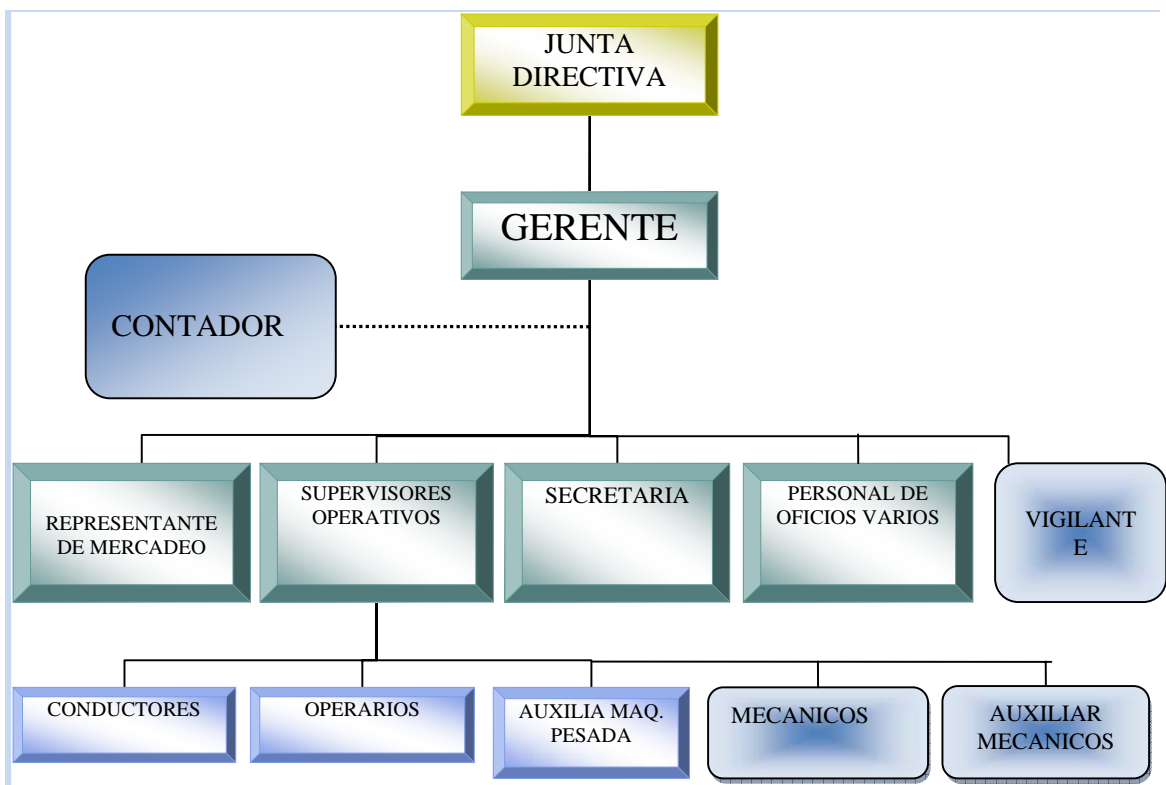 JUNTA
DIRECTIVA
GERENTE
CONTADOR
REPRESENTANTE
DE MERCADEO
SUPERVISORES
OPERATIVOS
SECRETARIA
PERSONAL DE
OFICIOS VARIOS
VIGILANT
E
CONDUCTORES
OPERARIOS
AUXILIA MAQ.
PESADA
MECANICOS
AUXILIAR
MECANICOS